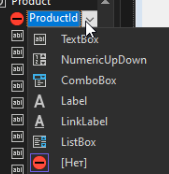 Product
ProductId
TextBox
NumericUpDown
ComboBox
Label
LinkLabel
ListBox
[Нет]